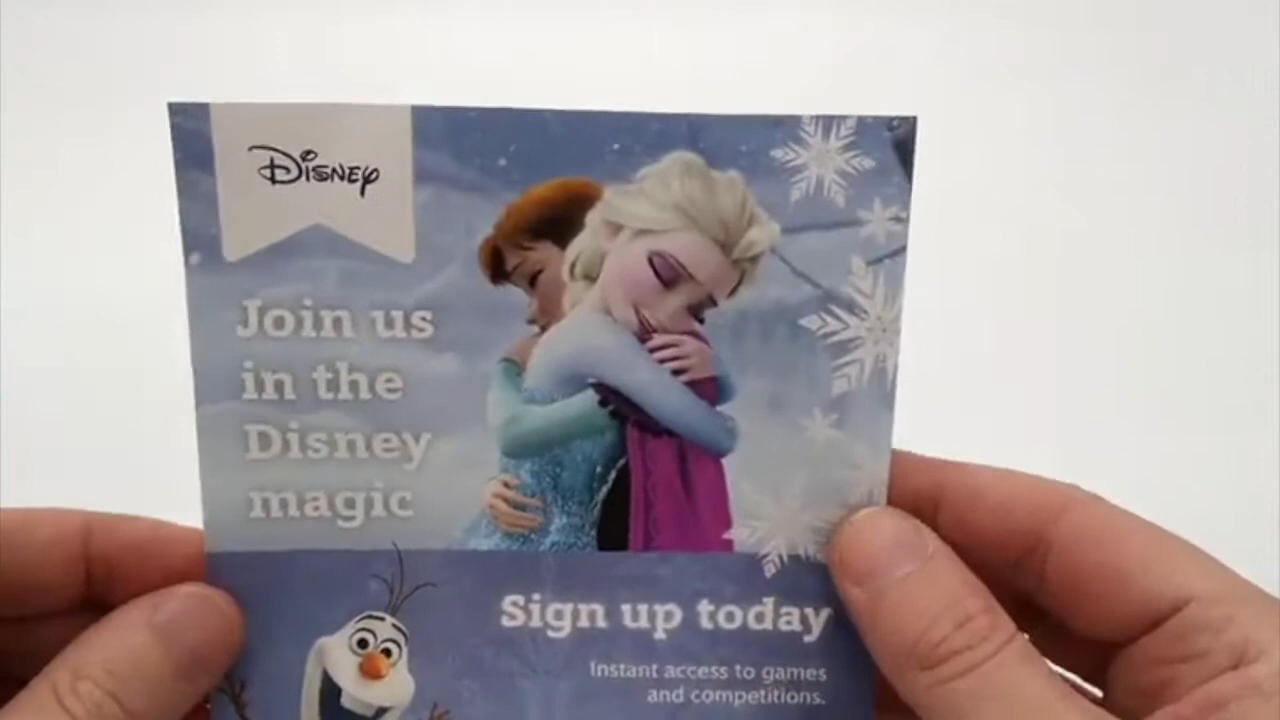 Disney
Join us
in the
Disney
magic
Sign up today
Instant access to games
and competitions.